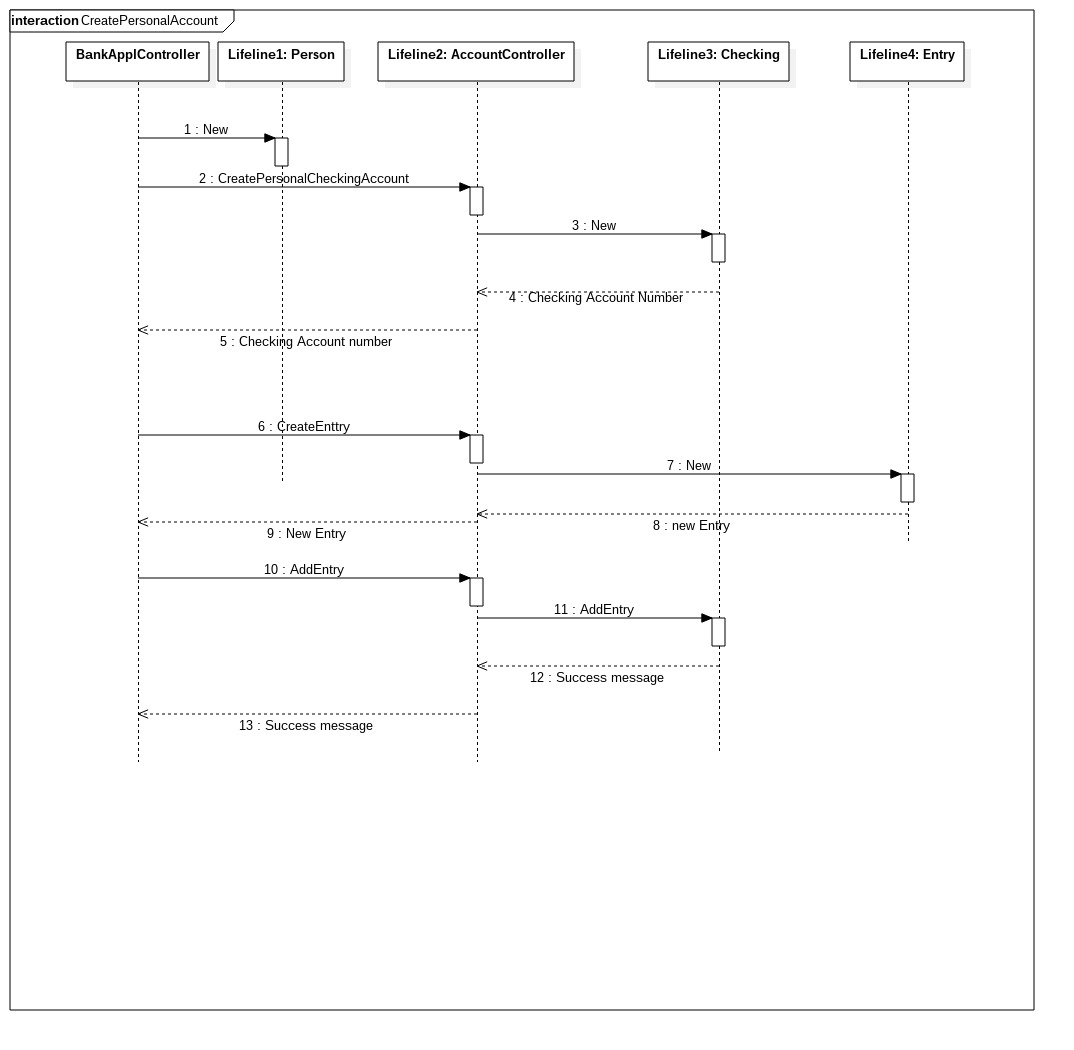 interaction CreatePersonalAccount
BankApplController
Lifeline1: Person
Lifeline2: AccountController
Lifeline3: Checking
Lifeline4: Entry
1 : New
2 : CreatePersonalCheckingAccount
3 : New
4 : Checking Account Number
5 : Checking Account number
6 : CreateEnttry
7 : New
8 : new Entry
9 : New Entry
10 : AddEntry
11 : AddEntry
12 : Success message
13 : Success message